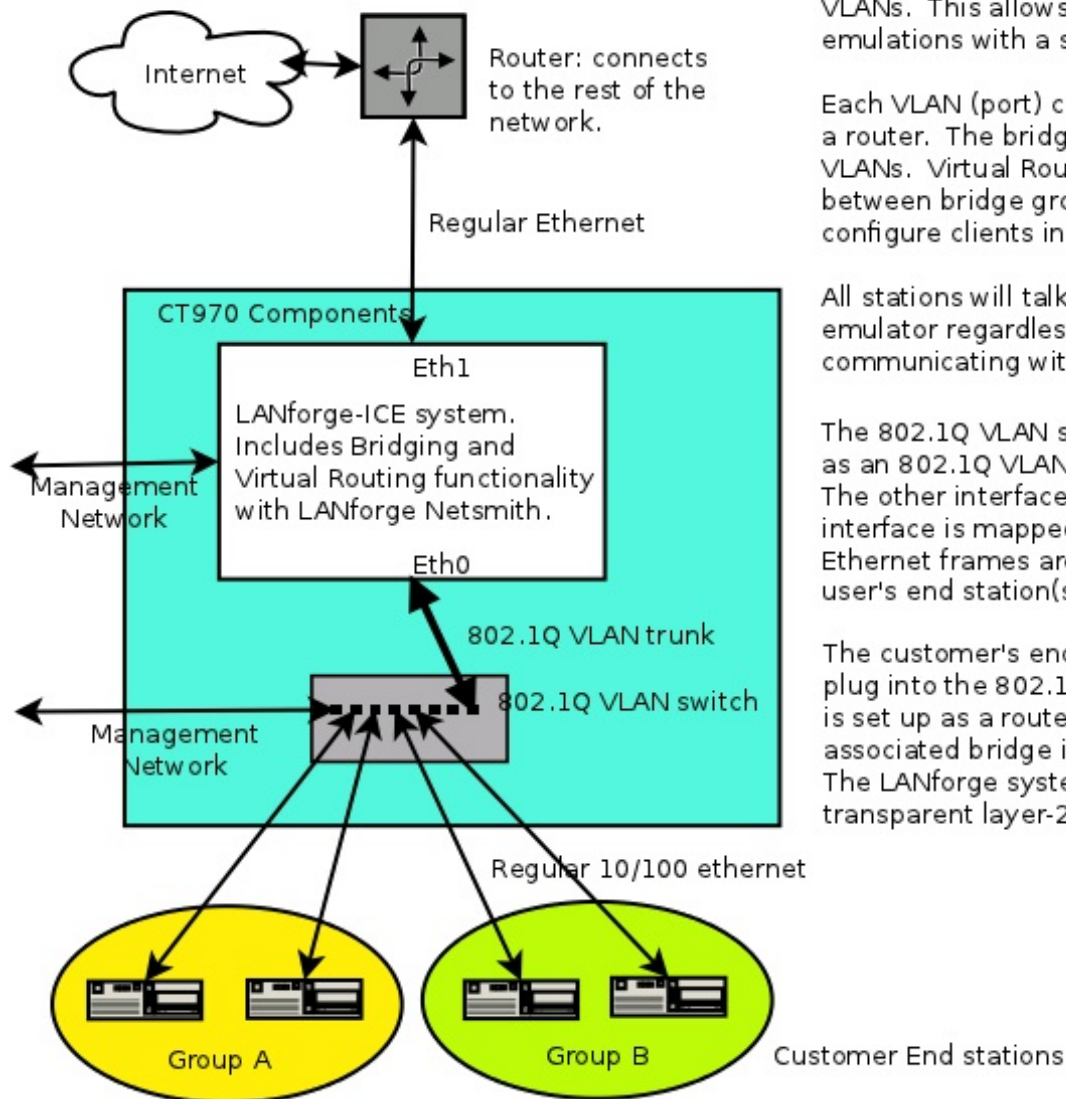 Internet
Router: connects
to the rest of the
network.
Regular Ethernet
CT970 Components
Eth1
LANforge-ICE system.
Includes Bridging and
Virtual Routing functionality
with LANforge Netsmith.
Eth0
Management
Network
802.1Q VLAN trunk
802.1Q VLAN switch
Management
Network
Regular 10/100 ethernet
Group A
Group B
Customer End stations
VLANs. This allows
emulations with a s
Each VLAN (port) c
a router. The bridg
VLANs. Virtual Rou
between bridge gro
configure clients in
All stations will talk
emulator regardles
communicating wit
The 802.1Q VLAN s
as an 802.1Q VLAN
The other interface
interface is mapped
Ethernet frames are
user's end station(s
The customer's end
plug into the 802.1
is set up as a route
associated bridge i
The LANforge syste
transparent layer-2